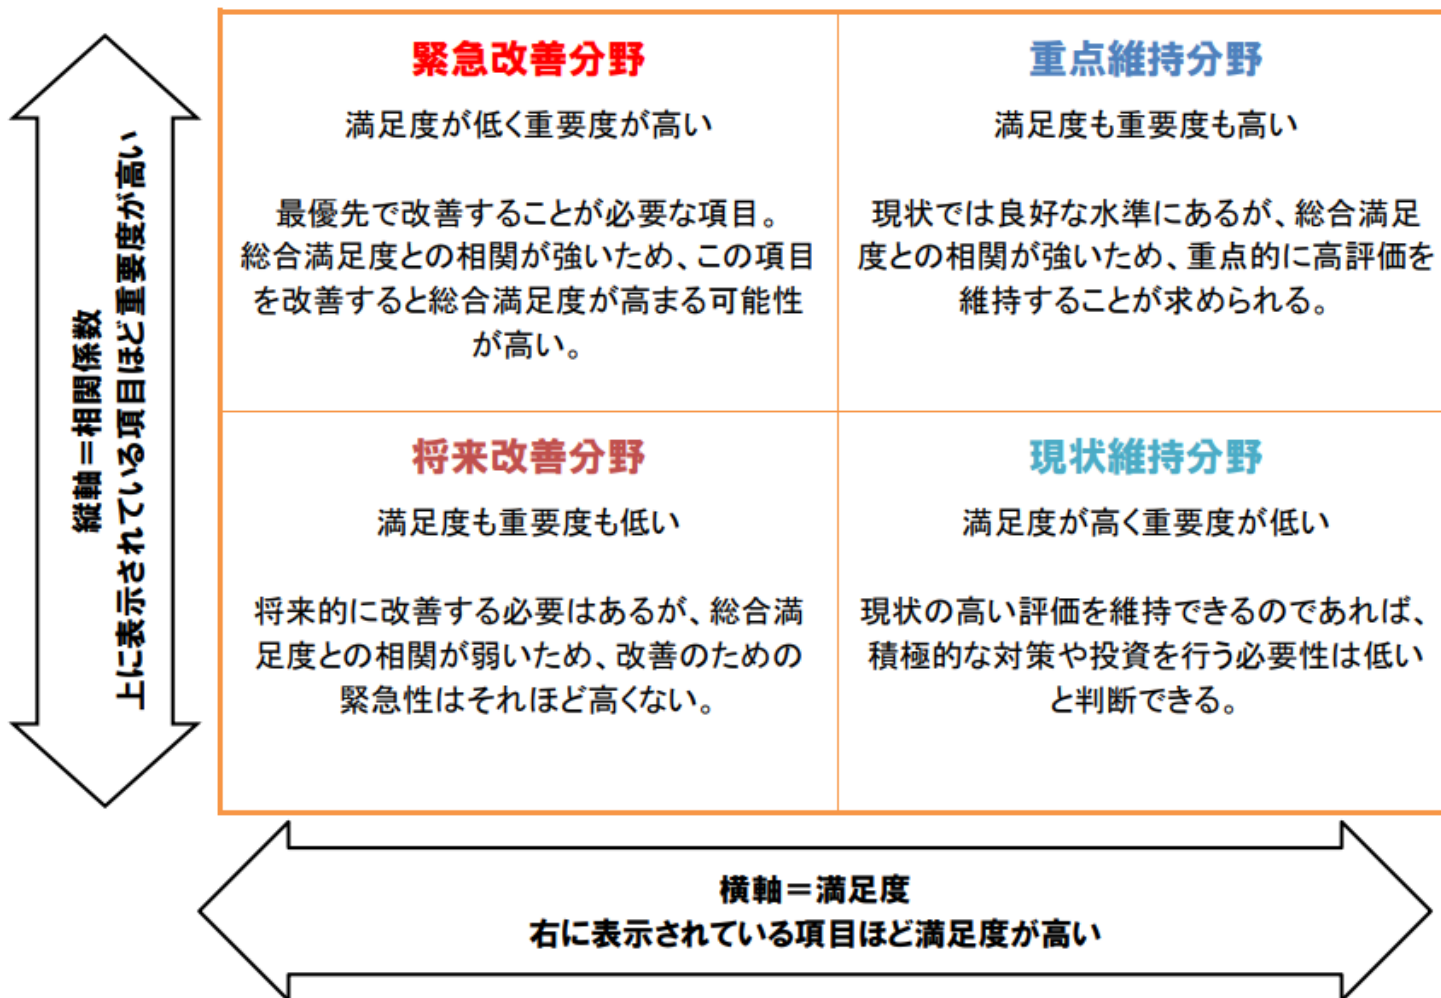 縦軸＝相関係数
上に表示されている項目ほど重要度が高い
緊急改善分野
満足度が低く重要度が高い
最優先で改善することが必要な項目。
総合満足度との相関が強いため、この項目
を改善すると総合満足度が高まる可能性
が高い。
重点維持分野
満足度も重要度も高い
現状では良好な水準にあるが、総合満足
度との相関が強いため、重点的に高評価を
維持することが求められる。
将来改善分野
満足度も重要度も低い
将来的に改善する必要はあるが、総合満
足度との相関が弱いため、改善のための
緊急性はそれほど高くない。
現状維持分野
満足度が高く重要度が低い
現状の高い評価を維持できるのであれば、
積極的な対策や投資を行う必要性は低い
と判断できる。
横軸＝満足度
右に表示されている項目ほど満足度が高い